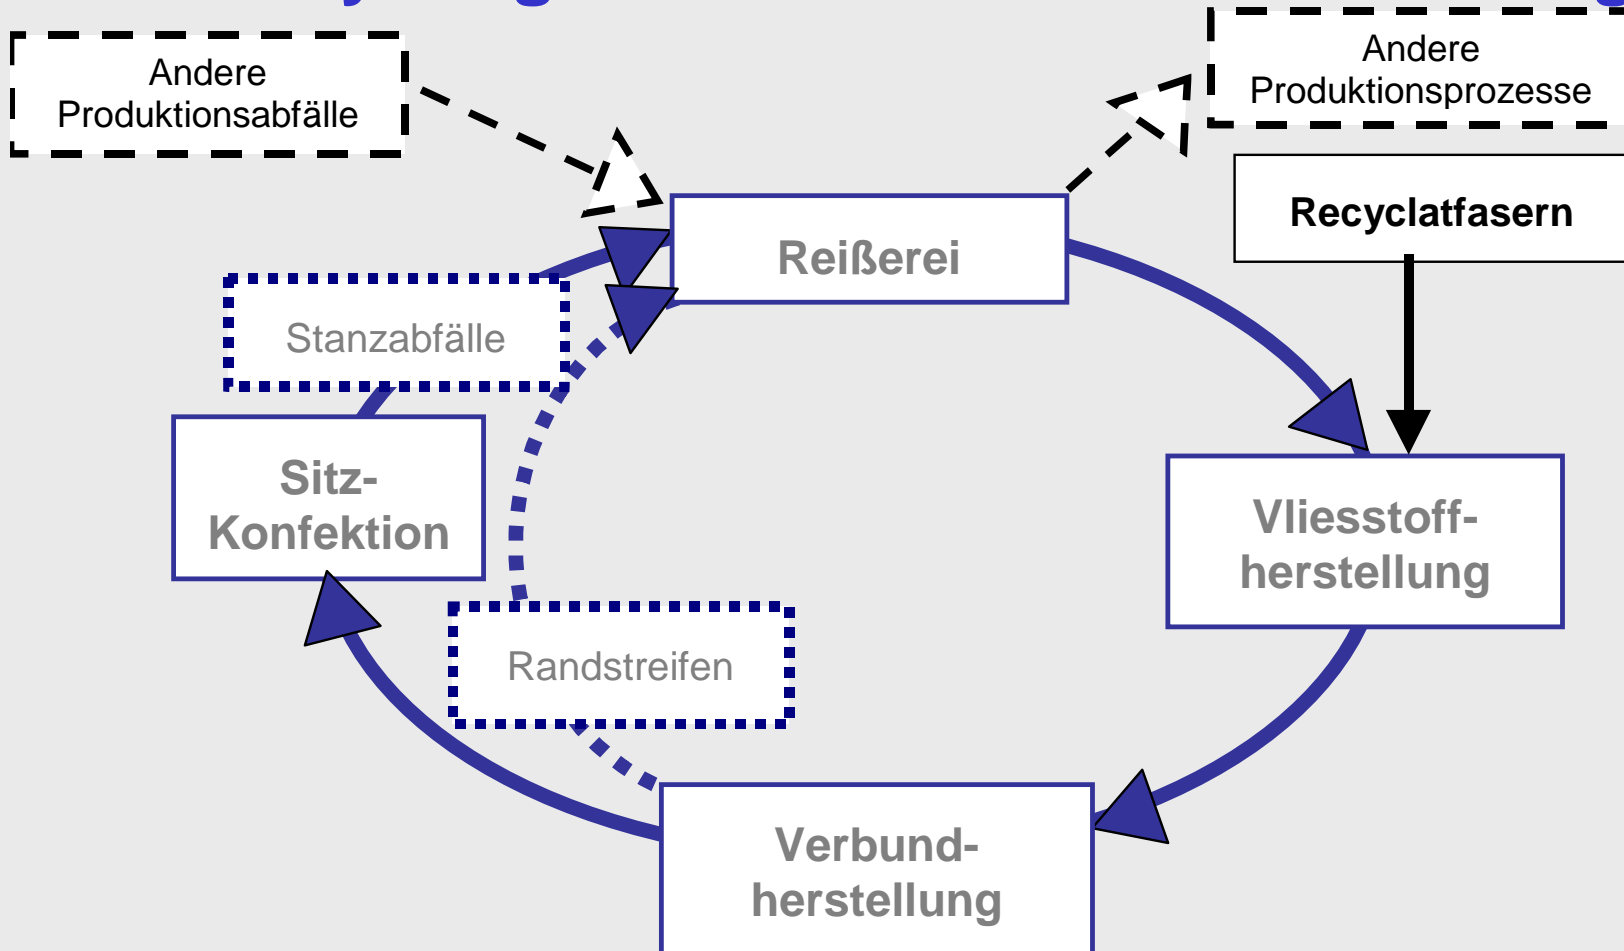 Andere
Produktionsabfälle
Andere
Produktionsprozesse
Recyclatfasern
Reißerei
Stanzabfälle
Sitz-
Konfektion
Vliesstoff-
herstellung
Randstreifen
Verbund-
herstellung